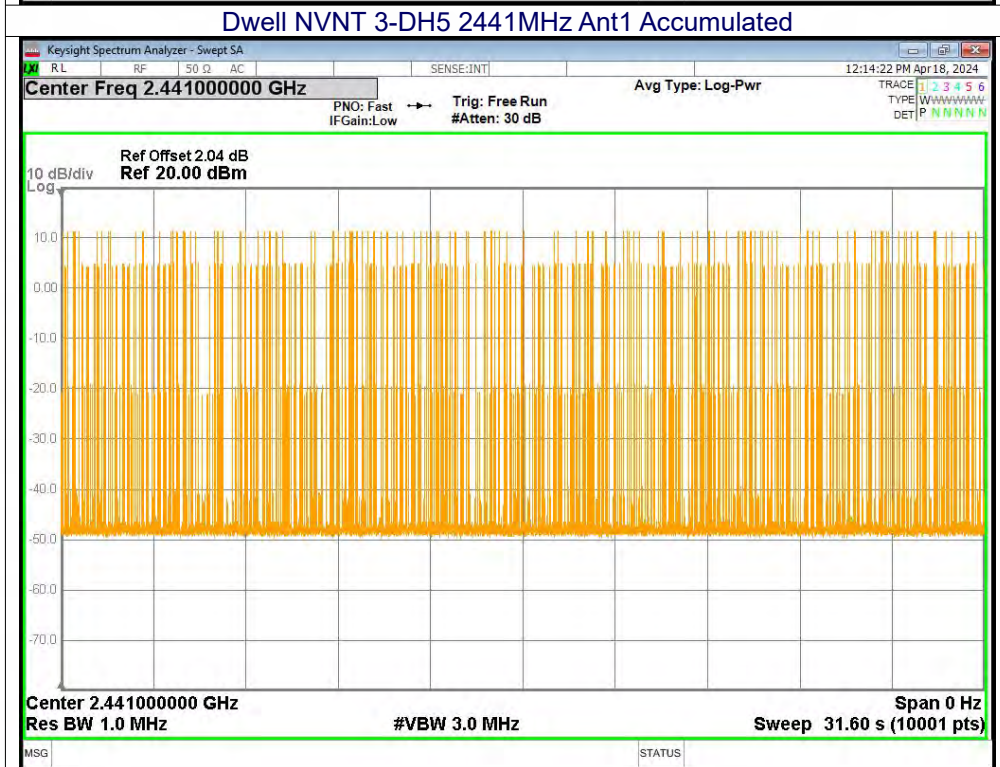 Dwell NVNT 3-DH5 2441MHz Ant1 Accumulated
Keysight Spectrum Analyzer - Swept SA
LXI RL RF 50 Ω AC SENSE:INT 12:14:22 PM Apr 18, 2024
Center Freq 2.441000000 GHz Avg Type: Log-Pwr TRACE 1 2 3 4 5 6
PNO: Fast Trig: Free Run TYPE WWWWWW
IFGain:Low #Atten: 30 dB DET P N N N N N
Ref Offset 2.04 dB
10 dB/div Ref 20.00 dBm
Log
10.0
0.00
-10.0
-20.0
-30.0
-40.0
-50.0
-60.0
-70.0
Center 2.441000000 GHz Span 0 Hz
Res BW 1.0 MHz #VBW 3.0 MHz Sweep 31.60 s (10001 pts)
MSG STATUS